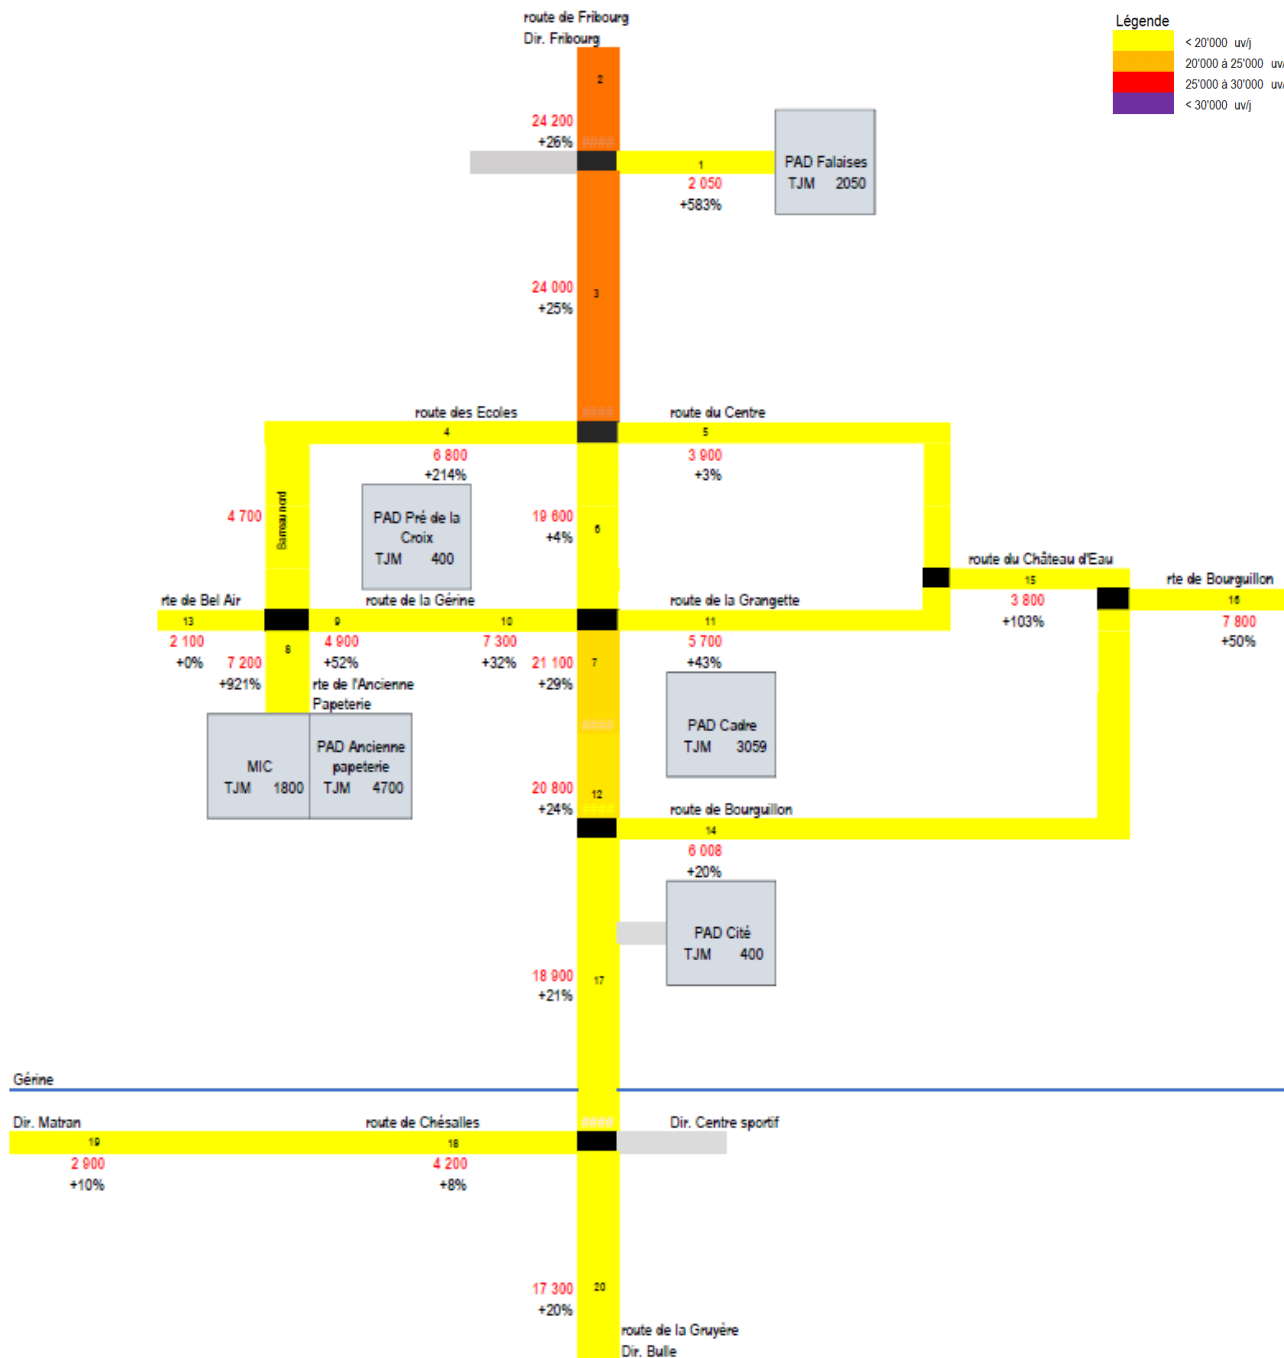 route de Fribourg
Dir. Fribourg
Légende
< 20'000 uv/j
20'000 à 25'000 uv/
25'000 à 30'000 uv/
< 30'000 uv/j
2
24 200
+26%
####
1
2 050
+583%
PAD Falaises
TJM 2050
24 000
+25%
3
####
route des Ecoles
route du Centre
4
5
6 800
+214%
3 900
+3%
4 700
Barreau nord
PAD Pré de la
Croix
TJM 400
19 600
+4%
6
route du Château d'Eau
15
3 800
+103%
rte de Bourguillon
16
7 800
+50%
rte de Bel Air
13
2 100
+0%
route de la Gérine
9
10
4 900
+52%
7 300
+32%
route de la Grangette
11
5 700
+43%
8
7 200
+921%
rte de l'Ancienne
Papeterie
21 100
+29%
7
####
MIC
TJM 1800
PAD Ancienne
papeterie
TJM 4700
PAD Cadre
TJM 3059
20 800
+24%
12
####
route de Bourguillon
14
6 008
+20%
PAD Cité
TJM 400
18 900
+21%
17
Gérine
Dir. Matran
route de Chésalles
####
Dir. Centre sportif
19
18
2 900
+10%
4 200
+8%
17 300
+20%
20
route de la Gruyère
Dir. Bulle